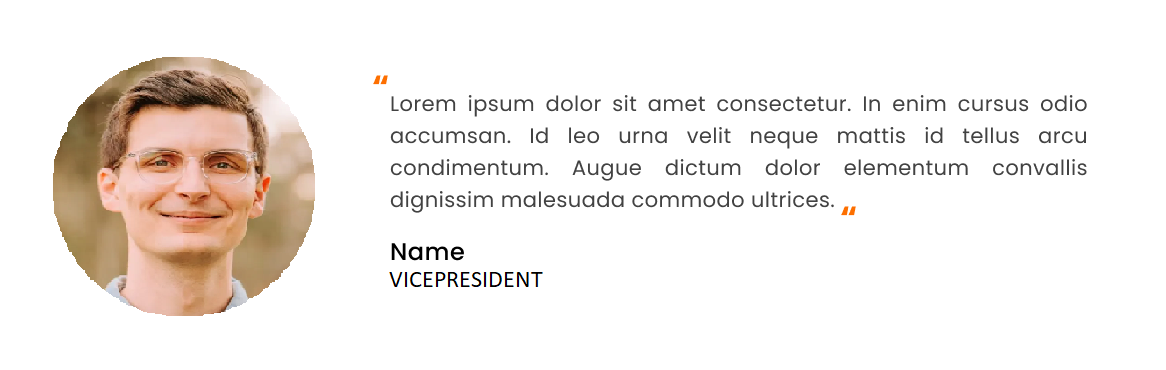 “
Lorem ipsum dolor sit amet consectetur. In enim cursus odio
accumsan. Id leo urna velit neque mattis id tellus arcu
condimentum. Augue dictum dolor elementum convallis
dignissim malesuada commodo ultrices. “
Name
VICEPRESIDENT